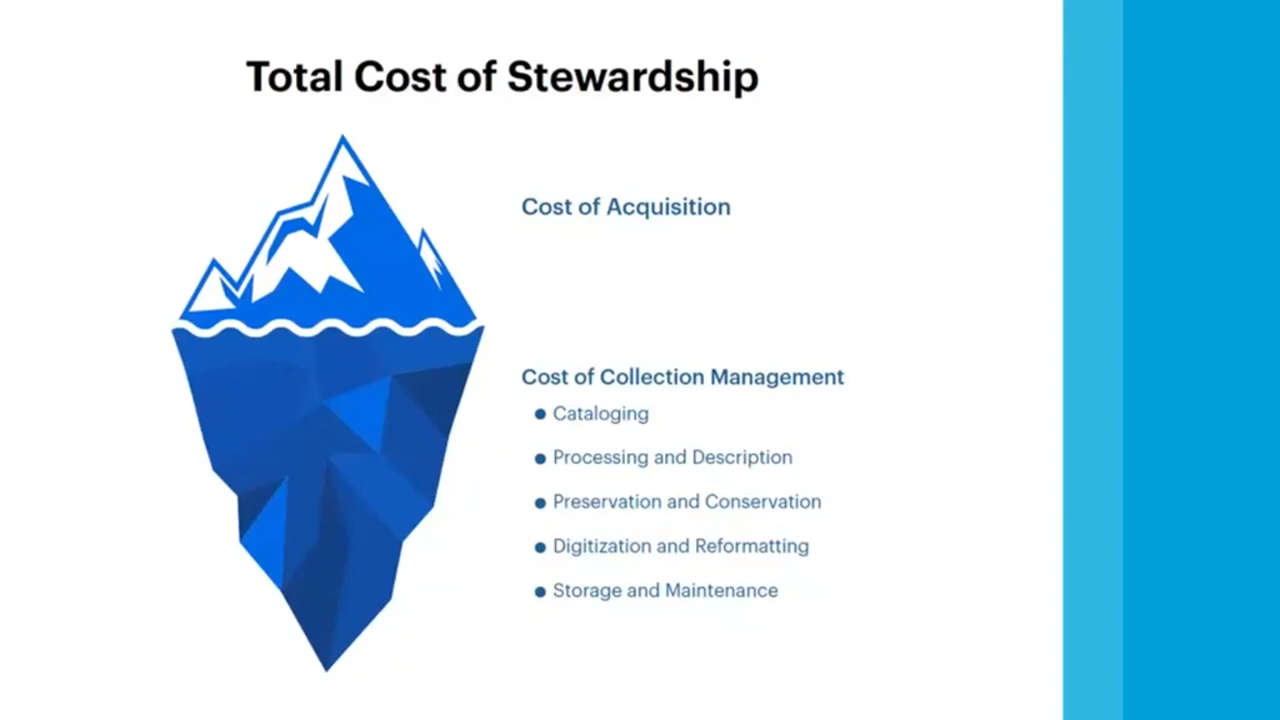 Total Cost of Stewardship
Cost of Acquisition
Cost of Collection Management
● Cataloging
● Processing and Description
● Preservation and Conservation
● Digitization and Reformatting
● Storage and Maintenance